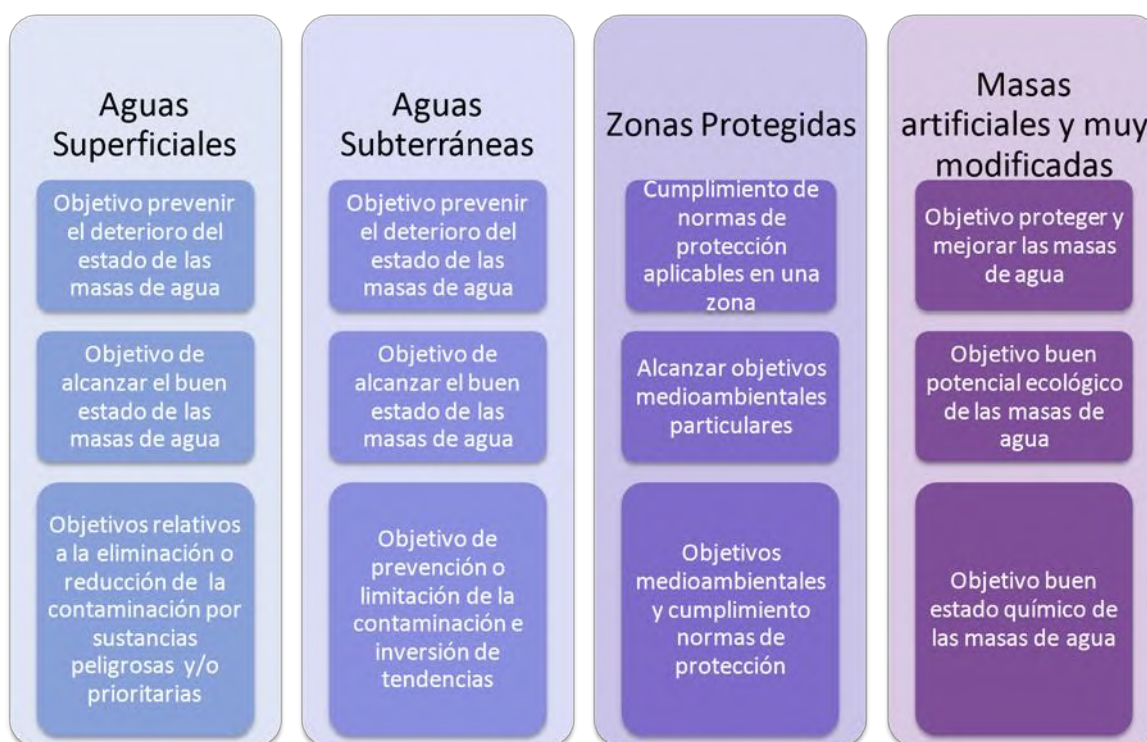 Aguas
Superficiales
Objetivo prevenir
el deterioro del
estado de las
masas de agua
Objetivo de
alcanzar el buen
estado de las
masas de agua
Objetivos relativos
a la eliminación o
reducción de la
contaminación por
sustancias
peligrosas y/o
prioritarias
Aguas
Subterráneas
Objetivo prevenir
el deterioro del
estado de las
masas de agua
Objetivo de
alcanzar el buen
estado de las
masas de agua
Objetivo de
prevención o
limitación de la
contaminación e
inversión de
tendencias
Zonas Protegidas
Cumplimiento de
normas de
protección
aplicables en una
zona
Alcanzar objetivos
medioambientales
particulares
Objetivos
medioambientales
y cumplimiento
normas de
protección
Masas
artificiales y muy
modificadas
Objetivo proteger y
mejorar las masas
de agua
Objetivo buen
potencial ecológico
de las masas de
agua
Objetivo buen
estado químico de
las masas de agua